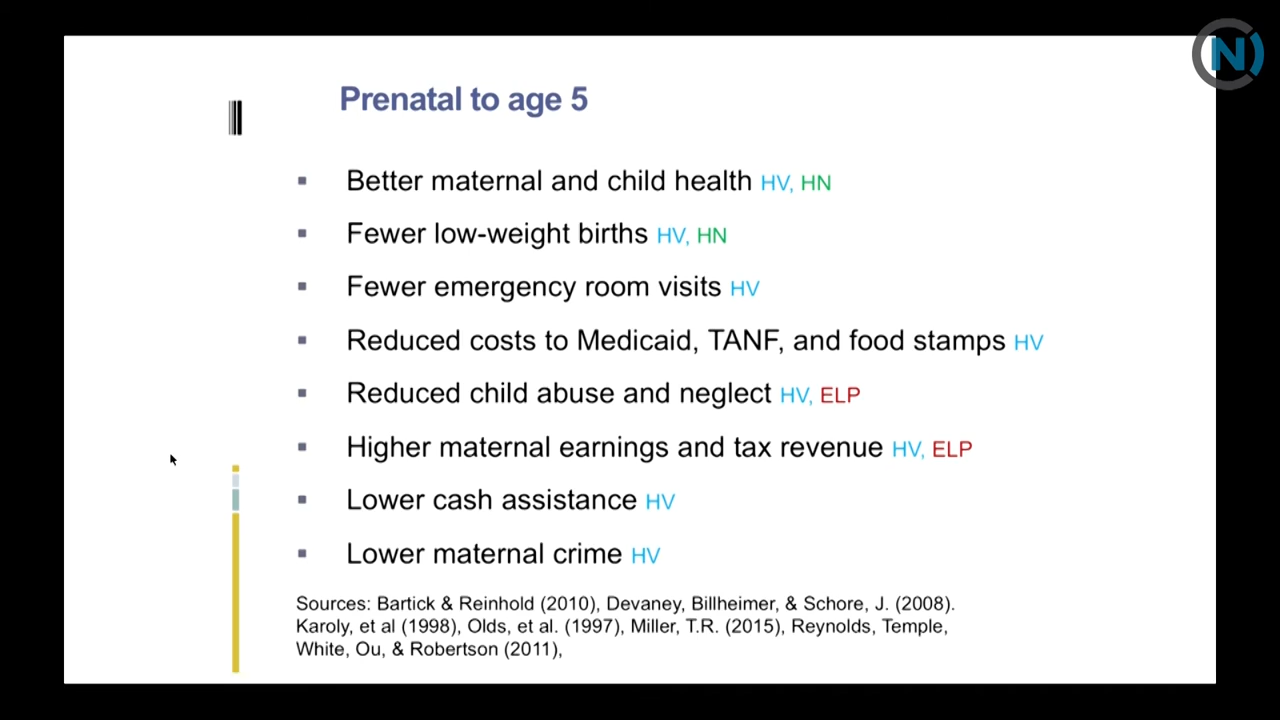 N
Prenatal to age 5
▪ Better maternal and child health HV, HN
▪ Fewer low-weight births HV, HN
▪ Fewer emergency room visits HV
▪ Reduced costs to Medicaid, TANF, and food stamps HV
▪ Reduced child abuse and neglect HV, ELP
▪ Higher maternal earnings and tax revenue HV, ELP
▪ Lower cash assistance HV
▪ Lower maternal crime HV
Sources: Bartick & Reinhold (2010), Devaney, Billheimer, & Schore, J. (2008).
Karoly, et al (1998), Olds, et al. (1997), Miller, T.R. (2015), Reynolds, Temple,
White, Ou, & Robertson (2011),